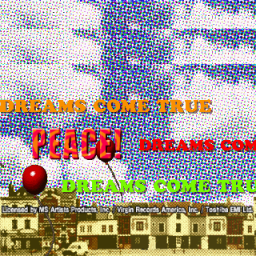 DREAMS COME TRUE
PEACE!
DREAMS COM
DREAMS COME TRU
Licensed by MS Artists Products, Inc. Virgin Records America, Inc. Toshiba EMI Ltd.